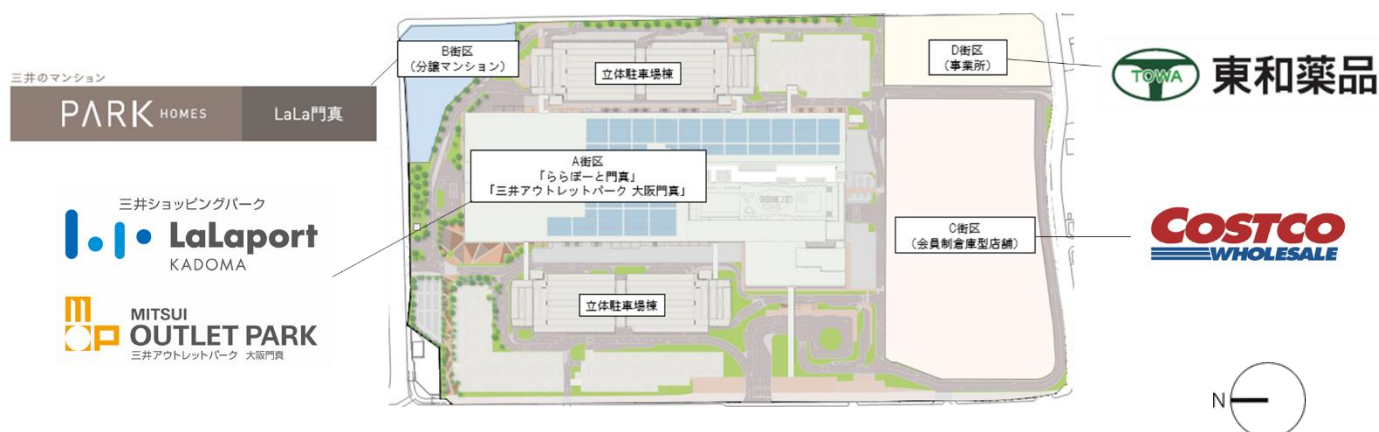 三井のマンション
PARK HOMES
LaLa門真
B街区
（分譲マンション）
立体駐車場棟
D街区
（事業所）
TOWA
東和薬品
A街区
「ららぽーと門真」
「三井アウトレットパーク 大阪門真」
三井ショッピングパーク
LaLaport
KADOMA
MITSUI
OUTLET PARK
三井アウトレットパーク 大阪門真
C街区
（会員制倉庫型店舗）
COSTCO
WHOLESALE
立体駐車場棟
N